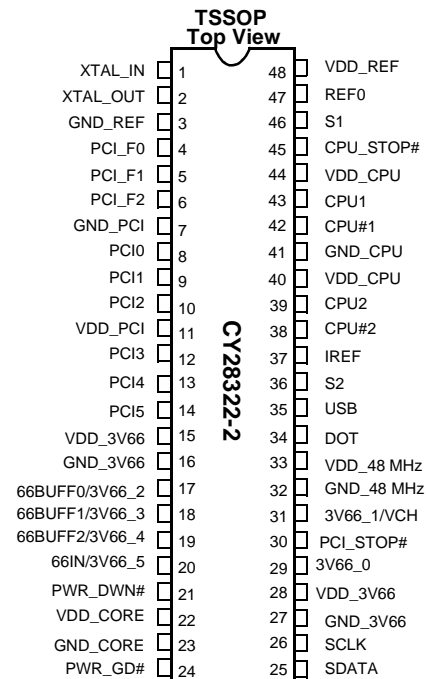 TSSOP
Top View
XTAL_IN 1 48 VDD_REF
XTAL_OUT 2 47 REF0
GND_REF 3 46 S1
PCI_F0 4 45 CPU_STOP#
PCI_F1 5 44 VDD_CPU
PCI_F2 6 43 CPU1
GND_PCI 7 42 CPU#1
PCI0 8 41 GND_CPU
PCI1 9 40 VDD_CPU
PCI2 10 39 CPU2
VDD_PCI 11 38 CPU#2
PCI3 12 37 IREF
PCI4 13 36 S2
PCI5 14 35 USB
VDD_3V66 15 34 DOT
GND_3V66 16 33 VDD_48 MHz
66BUFF0/3V66_2 17 32 GND_48 MHz
66BUFF1/3V66_3 18 31 3V66_1/VCH
66BUFF2/3V66_4 19 30 PCI_STOP#
66IN/3V66_5 20 29 3V66_0
PWR_DWN# 21 28 VDD_3V66
VDD_CORE 22 27 GND_3V66
GND_CORE 23 26 SCLK
PWR_GD# 24 25 SDATA
CY28322-2